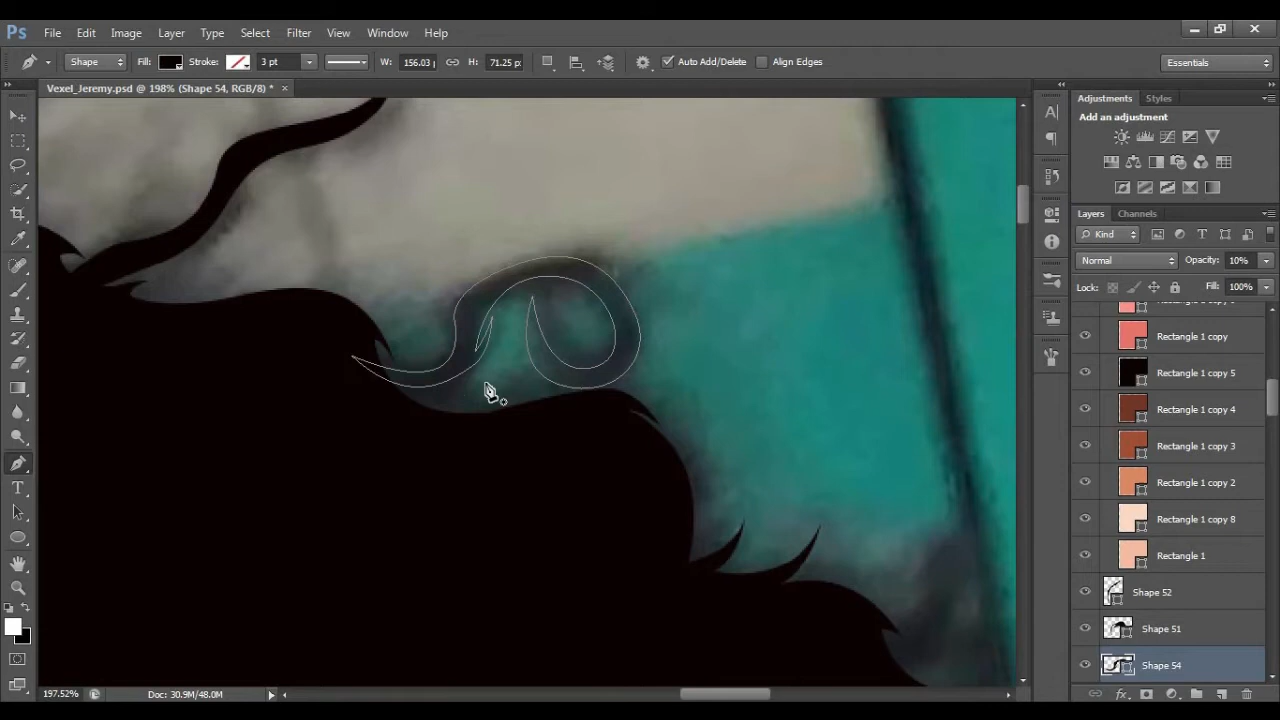 Ps File Edit Image Layer Type Select Filter View Window Help
Shape Fill: Stroke: 3 pt W: 156.03 H: 71.25 p: Auto Add/Delete Align Edges Essentials
Vexel_Jeremy.psd @ 198% (Shape 54, RGB/8) * ×
Adjustments Styles
Add an adjustment
Layers Channels
Kind
Normal Opacity: 10%
Lock: Fill: 100%
Rectangle 1 copy
Rectangle 1 copy 5
Rectangle 1 copy 4
Rectangle 1 copy 3
Rectangle 1 copy 2
Rectangle 1 copy 8
Rectangle 1
Shape 52
Shape 51
Shape 54
197.52% Doc: 30.9M/48.0M